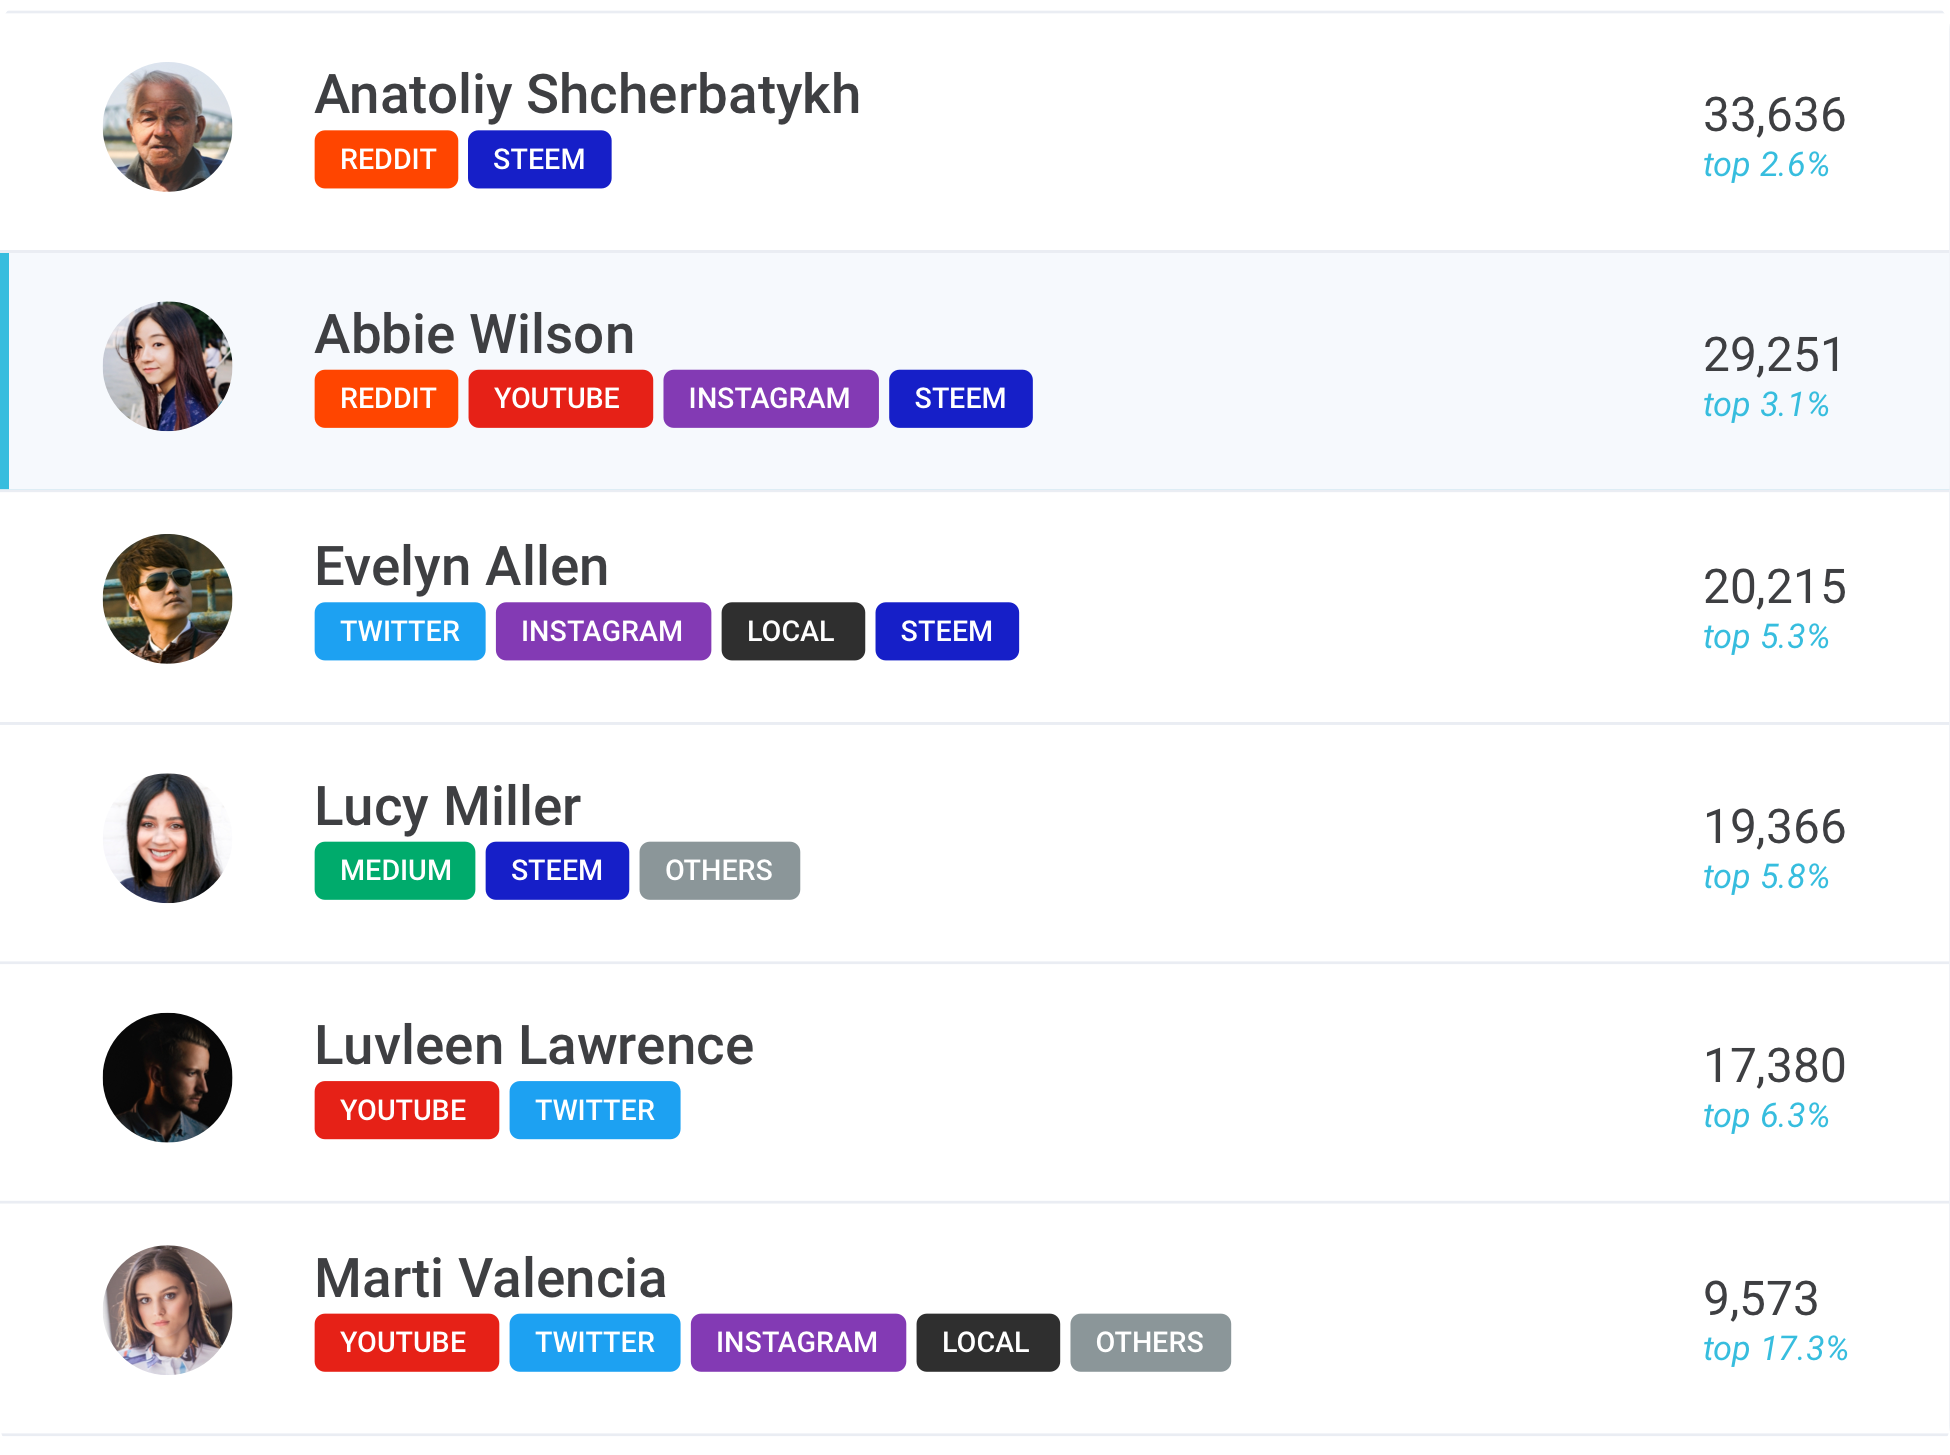 Anatoliy Shcherbatykh
REDDIT STEEM
33,636
top 2.6%
Abbie Wilson
REDDIT YOUTUBE INSTAGRAM STEEM
29,251
top 3.1%
Evelyn Allen
TWITTER INSTAGRAM LOCAL STEEM
20,215
top 5.3%
Lucy Miller
MEDIUM STEEM OTHERS
19,366
top 5.8%
Luvleen Lawrence
YOUTUBE TWITTER
17,380
top 6.3%
Marti Valencia
YOUTUBE TWITTER INSTAGRAM LOCAL OTHERS
9,573
top 17.3%